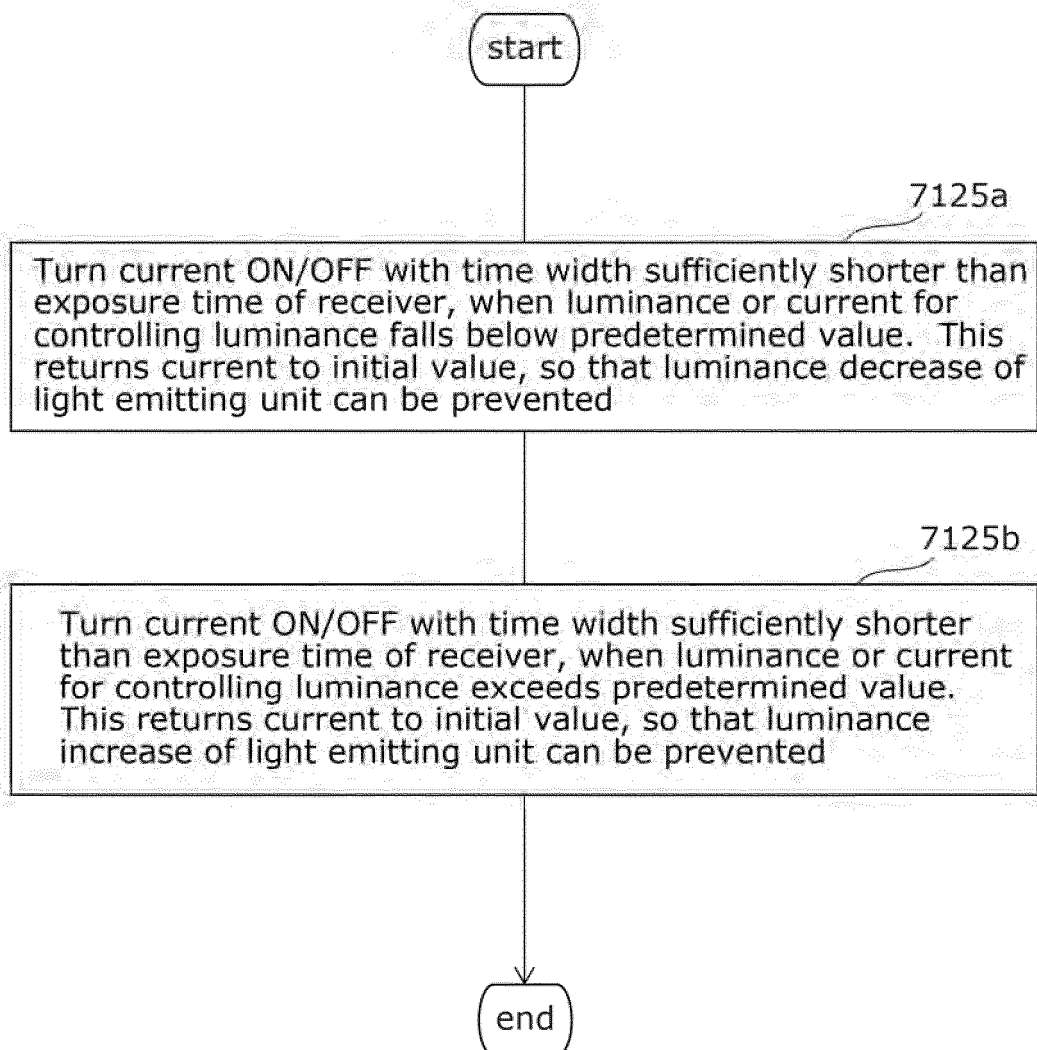 start
7125a
Turn current ON/OFF with time width sufficiently shorter than
exposure time of receiver, when luminance or current for
controlling luminance falls below predetermined value.  This
returns current to initial value, so that luminance decrease of
light emitting unit can be prevented
7125b
Turn current ON/OFF with time width sufficiently shorter
than exposure time of receiver, when luminance or current
for controlling luminance exceeds predetermined value.
This returns current to initial value, so that luminance
increase of light emitting unit can be prevented
end